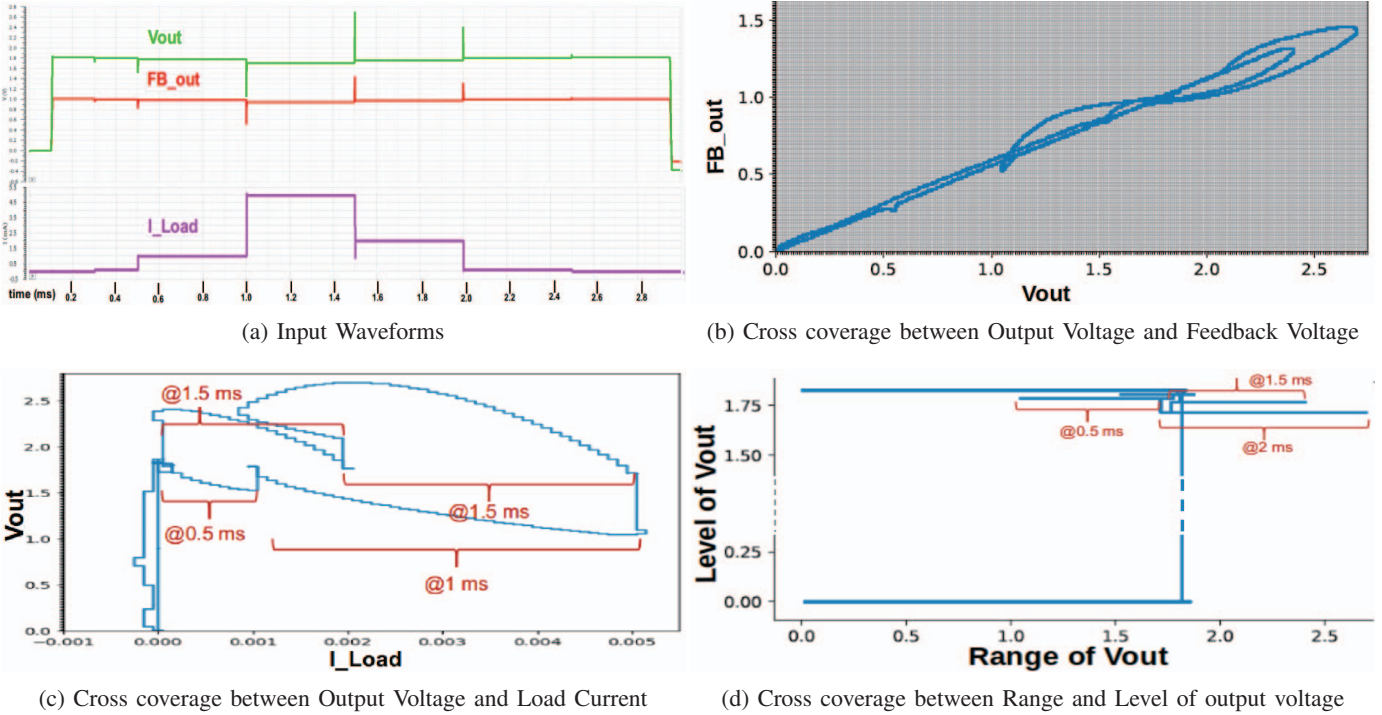 Vout
FB_out
I_Load
time (ms) 0.2 0.4 0.6 0.8 1.0 1.2 1.4 1.6 1.8 2.0 2.2 2.4 2.6 2.8
(a) Input Waveforms
1.5
1.0
0.5
0.0
FB_out
0.0 0.5 1.0 1.5 2.0 2.5
Vout
(b) Cross coverage between Output Voltage and Feedback Voltage
2.5
2.0
1.5
1.0
0.5
0.0
Vout
@1.5 ms
@0.5 ms
@1.5 ms
@1 ms
−0.001 0.000 0.001 0.002 0.003 0.004 0.005
I_Load
(c) Cross coverage between Output Voltage and Load Current
1.75
1.50
0.25
0.00
Level of Vout
@1.5 ms
@0.5 ms
@2 ms
0.0 0.5 1.0 1.5 2.0 2.5
Range of Vout
(d) Cross coverage between Range and Level of output voltage